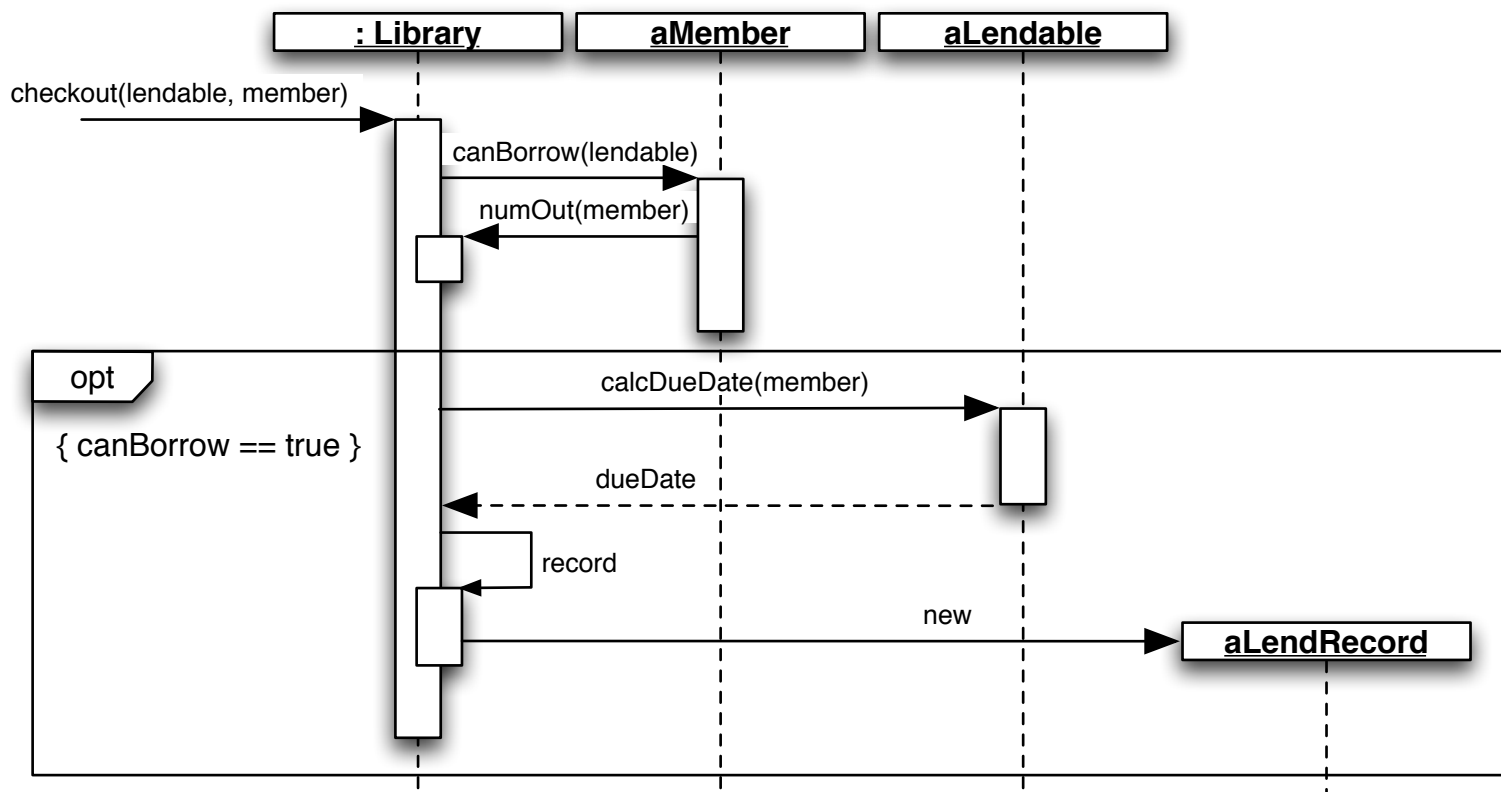 : Library
aMember
aLendable
checkout(lendable, member)
canBorrow(lendable)
numOut(member)
opt
calcDueDate(member)
{ canBorrow == true }
dueDate
record
new
aLendRecord